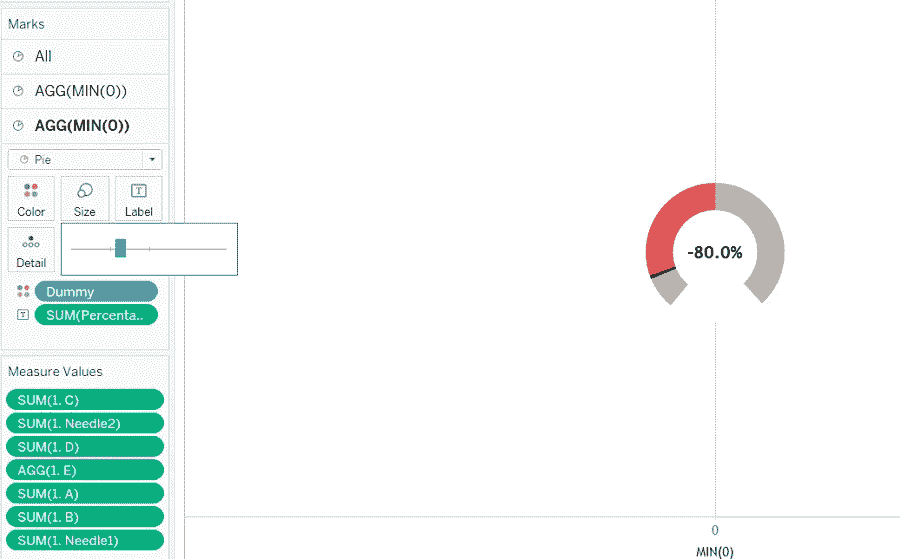 Marks
All
AGG(MIN(0))
AGG(MIN(0))
Pie
Color Size Label
Detail
Dummy
SUM(Percenta..
Measure Values
SUM(1. C)
SUM(1. Needle2)
SUM(1. D)
AGG(1. E)
SUM(1. A)
SUM(1. B)
SUM(1. Needle1)
-80.0%
0
MIN(0)